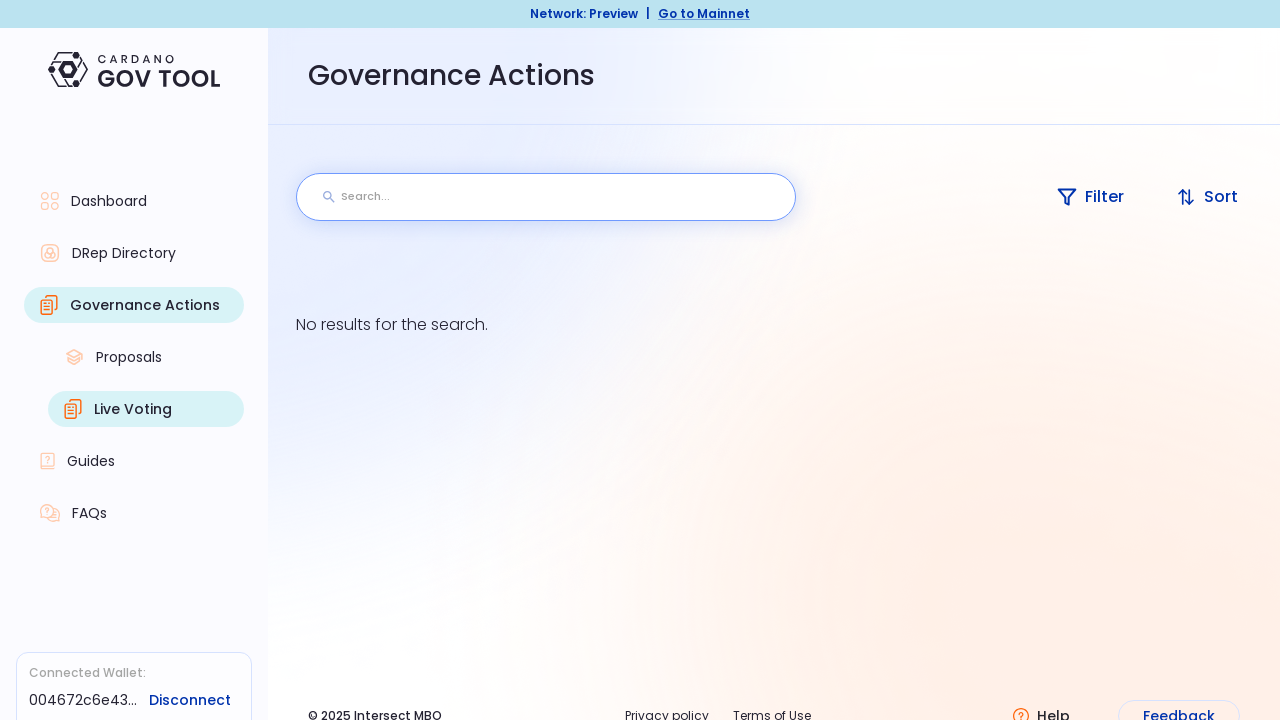 Network: Preview | Go to Mainnet
CARDANO
GOV TOOL
Governance Actions
Search...
Filter
Sort
Dashboard
DRep Directory
Governance Actions
Proposals
Live Voting
Guides
FAQs
No results for the search.
Connected Wallet:
004672c6e43... Disconnect
© 2025 Intersect MBO
Privacy policy
Terms of Use
Help
Feedback